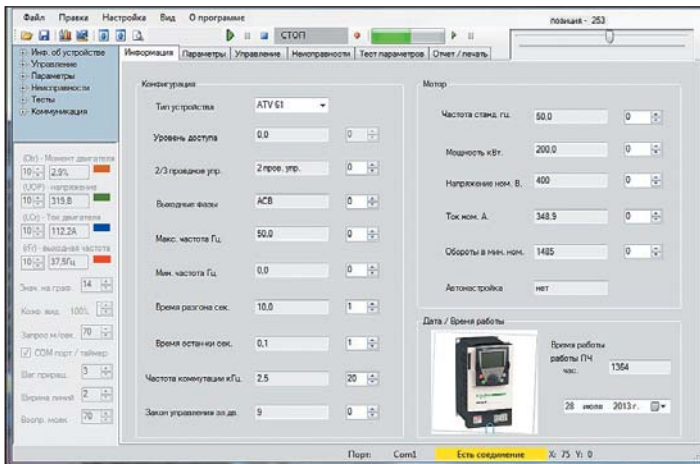 Файл Правка Настройка Вид О программе
позиция - 253
СТОП
Инф. об устройстве
Управление
Параметры
Неисправности
Тесты
Коммуникация
Информация Параметры Управление Неисправности Тест параметров Отчет / печать
Конфигурация
Тип устройства ATV 61
Уровень доступа 0,0 0
2/3 проводное упр. 2 пров. упр. 0
Выходные фазы ACB 0
Макс. частота Гц. 50,0 0
Мин. частота Гц. 0,0 0
Время разгона сек. 10,0 1
Время останки сек. 0,1 1
Частота коммутации кГц. 2,5 20
Закон управления эл.дв. 9 0
Мотор
Частота станд. гц. 50,0 0
Мощность кВт. 200,0 0
Напряжение ном. В. 400 0
Ток ном. А. 348,9 0
Обороты в мин. ном. 1485 0
Автонастройка нет
Дата / Время работы
Время работы
работы ПЧ
час. 1364
28 июля 2013 г.
(Otr) - Момент двигателя
10 2,9%
(UOP) - напряжение
10 319,В
(LCr) - Ток двигателя
10 112,2А
(rFr) - выходная частота
10 37,5Гц
Знач. на граф. 14
Коэф. вид. 100%
Запрос м/сек. 70
COM порт / таймер
Шаг приращ. 3
Ширина линий 2
Воспр. мсек. 70
Порт: Com1 Есть соединение X: 75 Y: 0